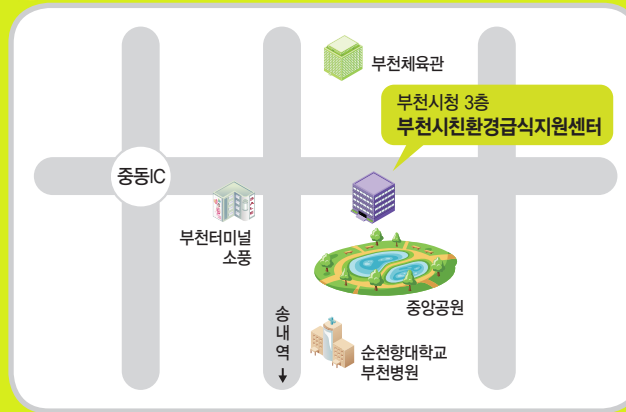 부천체육관
부천시청 3층
부천시친환경급식지원센터
중동IC
부천터미널
소풍
중앙공원
송
내
역
↓
순천향대학교
부천병원